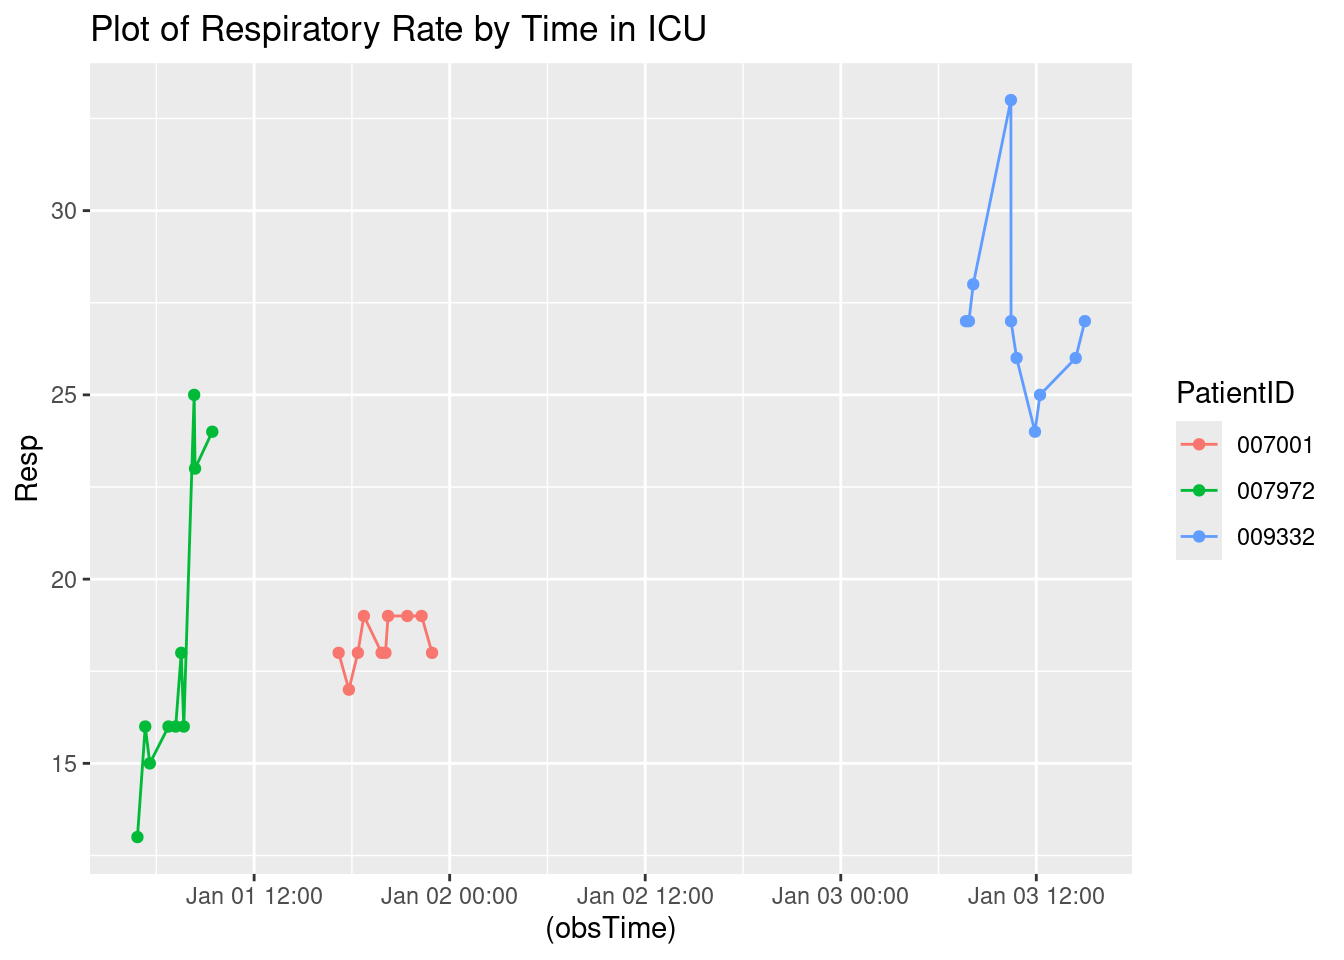 Plot of Respiratory Rate by Time in ICU
30
25
20
15
Resp
Jan 01 12:00
Jan 02 00:00
Jan 02 12:00
Jan 03 00:00
Jan 03 12:00
(obsTime)
PatientID
007001
007972
009332